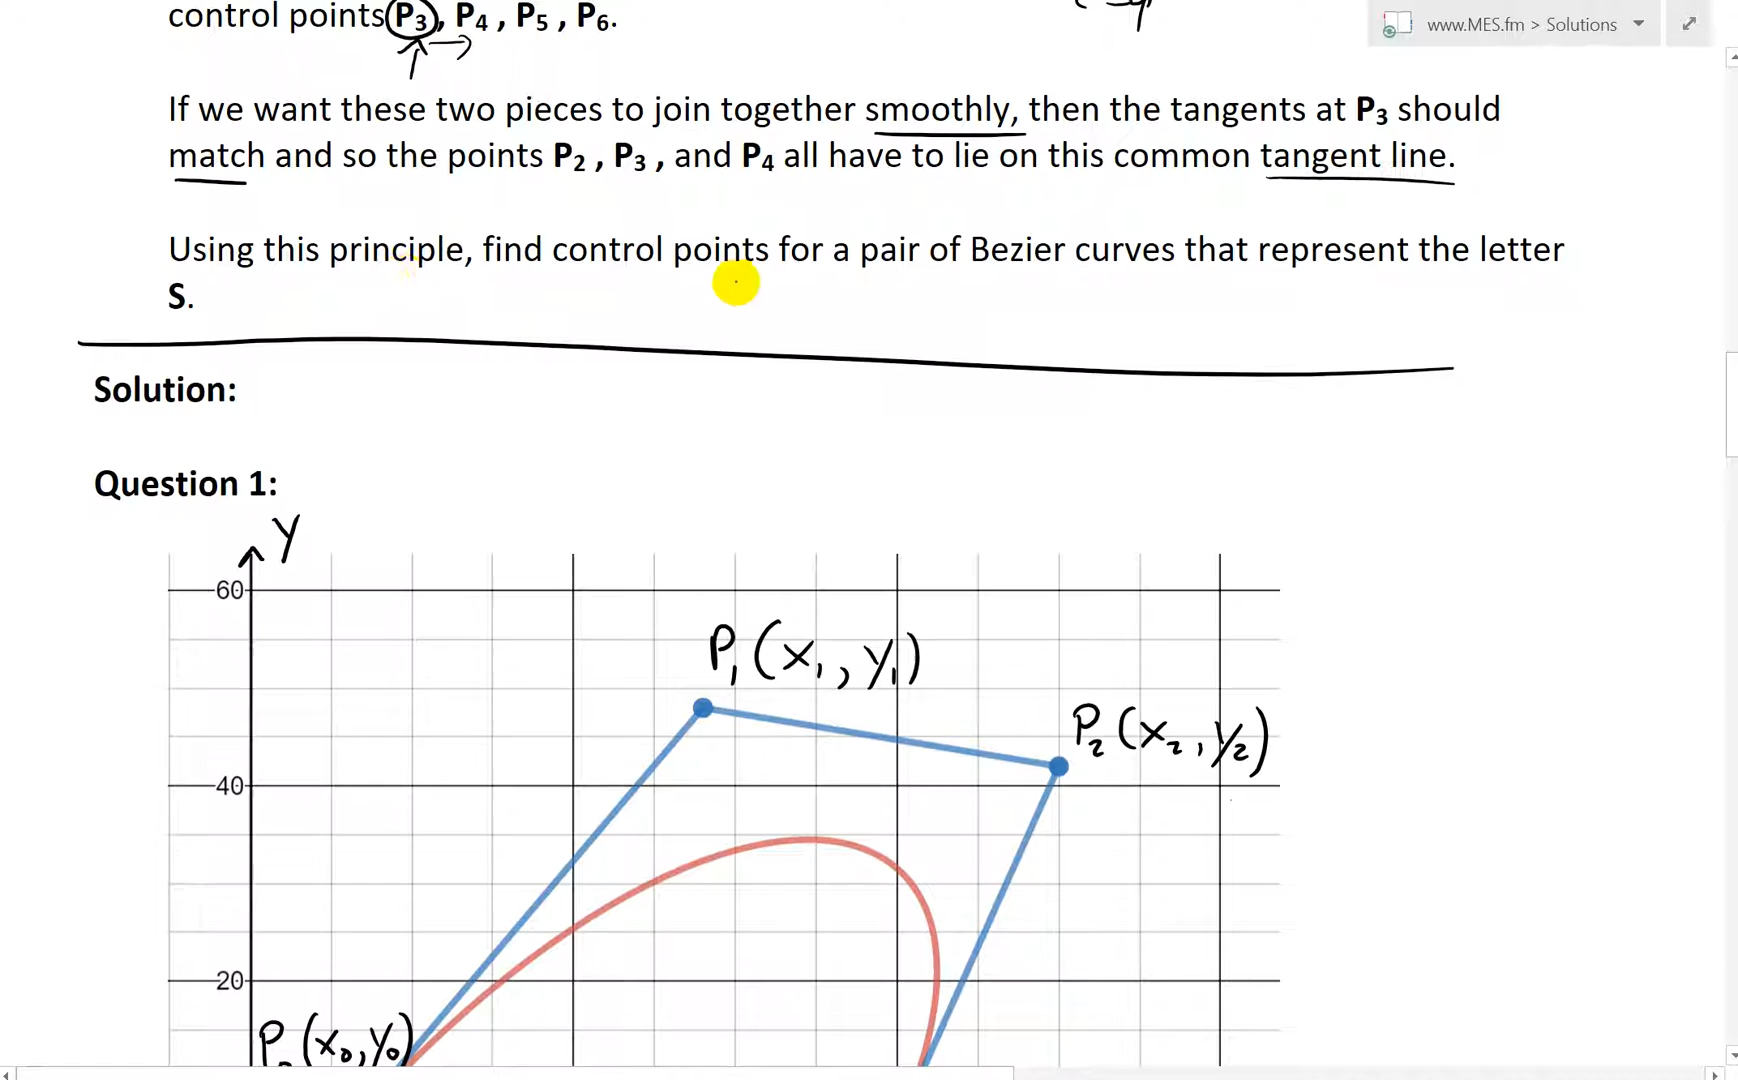 control points P₃, P₄ , P₅ , P₆.
www.MES.fm > Solutions
If we want these two pieces to join together smoothly, then the tangents at P₃ should
match and so the points P₂ , P₃ , and P₄ all have to lie on this common tangent line.
Using this principle, find control points for a pair of Bezier curves that represent the letter
S.
Solution:
Question 1:
Y
60
P₁(x₁, y₁)
P₂(x₂, y₂)
40
20
P₀(x₀, y₀)